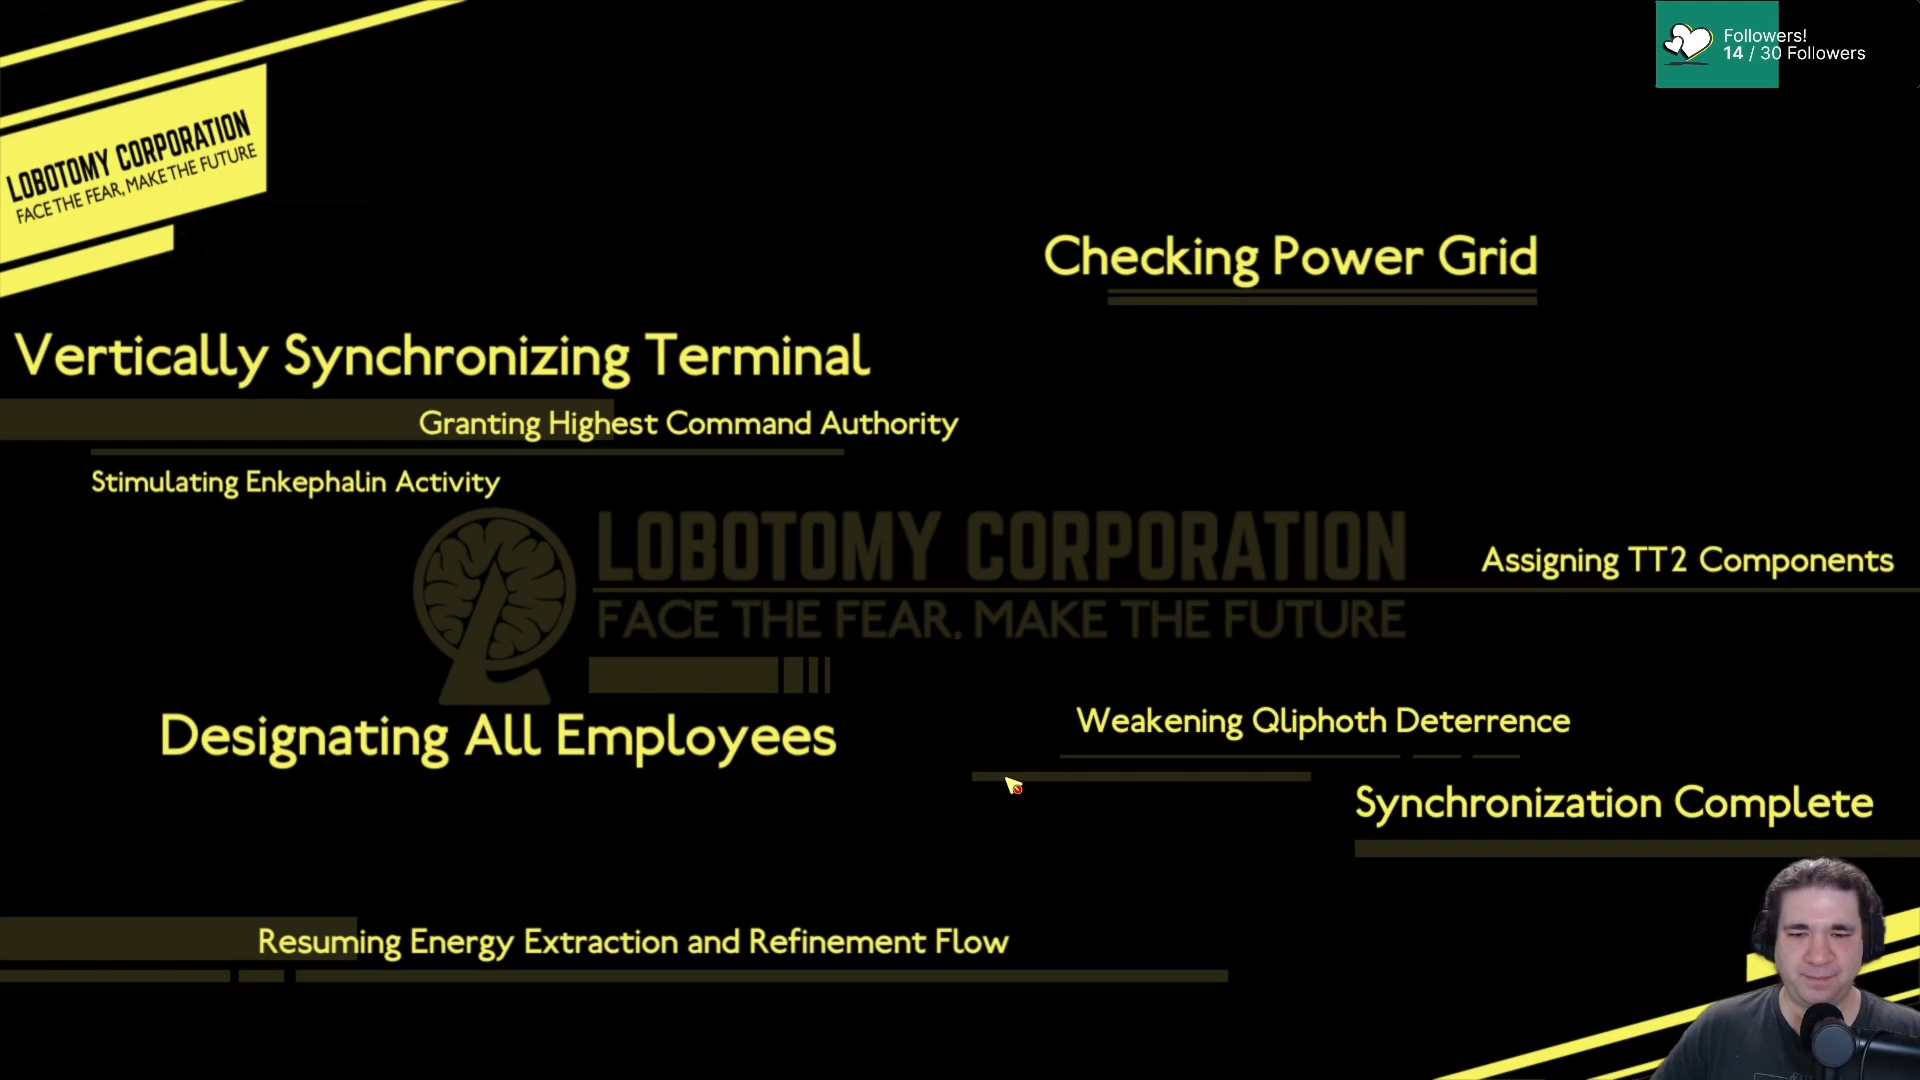 Followers!
14 / 30 Followers
LOBOTOMY CORPORATION
FACE THE FEAR, MAKE THE FUTURE
Checking Power Grid
Vertically Synchronizing Terminal
Granting Highest Command Authority
Stimulating Enkephalin Activity
LOBOTOMY CORPORATION
FACE THE FEAR. MAKE THE FUTURE
Assigning TT2 Components
Designating All Employees
Weakening Qliphoth Deterrence
Synchronization Complete
Resuming Energy Extraction and Refinement Flow